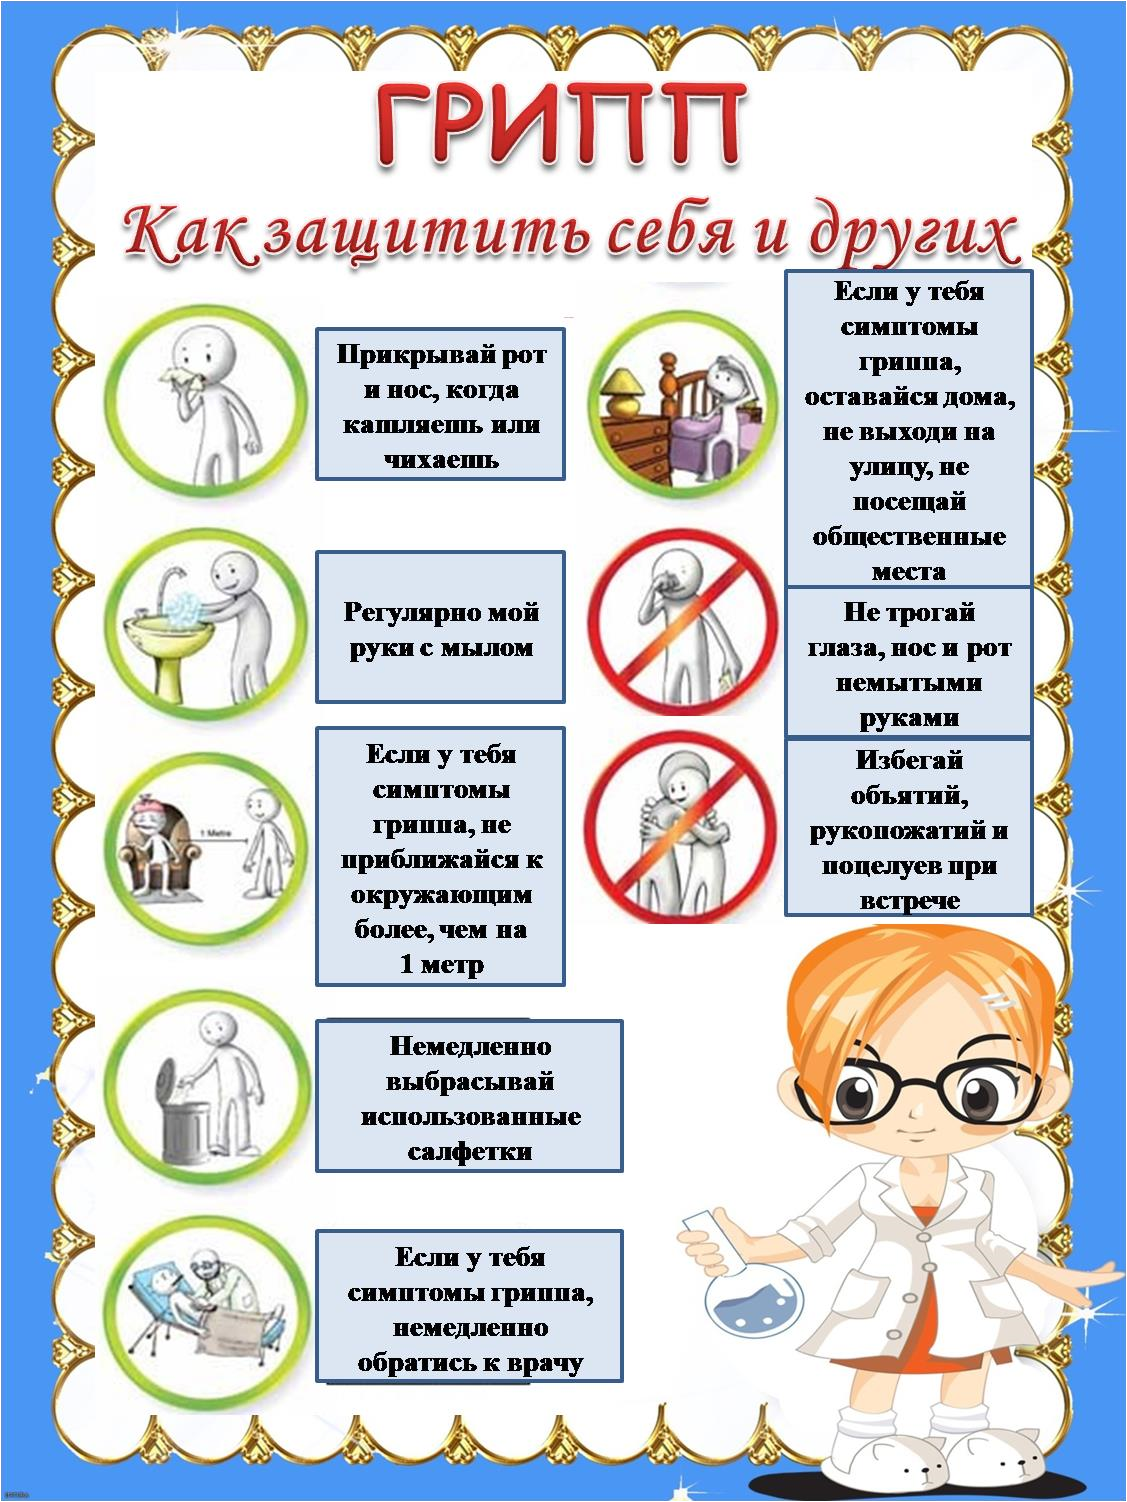 ГРИПП
Как защитить себя и других
Прикрывай рот
и нос, когда
кашляешь или
чихаешь
Регулярно мой
руки с мылом
1 Metre
Если у тебя
симптомы
гриппа, не
приближайся к
окружающим
более, чем на
1 метр
Немедленно
выбрасывай
использованные
салфетки
Если у тебя
симптомы гриппа,
немедленно
обратись к врачу
Если у тебя
симптомы
гриппа,
оставайся дома,
не выходи на
улицу, не
посещай
общественные
места
Не трогай
глаза, нос и рот
немытыми
руками
Избегай
объятий,
рукопожатий и
поцелуев при
встрече